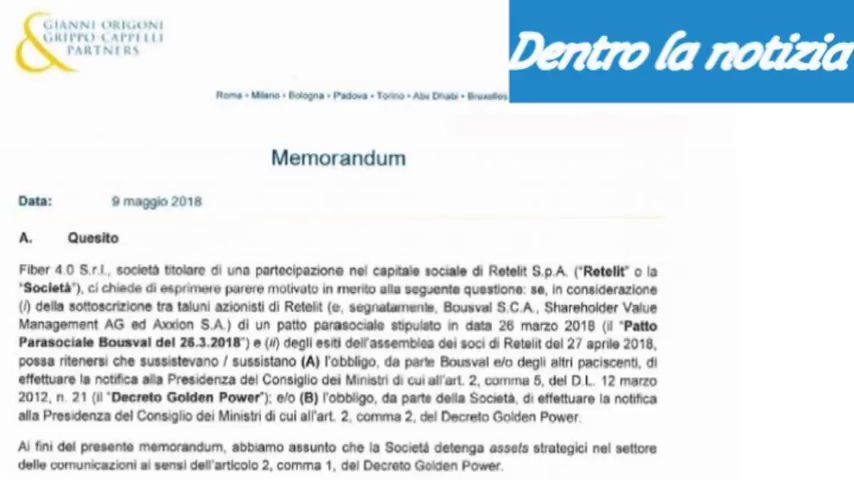 GIANNI ORIGONI
GRIPPO CAPPELLI
& PARTNERS
Dentro la notizia
Roma • Milano • Bologna • Padova • Torino • Abu Dhabi • Bruxelles
Memorandum
Data: 9 maggio 2018
A. Quesito
Fiber 4.0 S.r.l., società titolare di una partecipazione nel capitale sociale di Retelit S.p.A. ("Retelit" o la
"Società"), ci chiede di esprimere parere motivato in merito alla seguente questione: se, in considerazione
(i) della sottoscrizione tra taluni azionisti di Retelit (e, segnatamente, Bousval S.C.A., Shareholder Value
Management AG ed Axxion S.A.) di un patto parasociale stipulato in data 26 marzo 2018 (il "Patto
Parasociale Bousval del 26.3.2018") e (ii) degli esiti dell'assemblea dei soci di Retelit del 27 aprile 2018,
possa ritenersi che sussistevano / sussistano (A) l'obbligo, da parte Bousval e/o degli altri paciscenti, di
effettuare la notifica alla Presidenza del Consiglio dei Ministri di cui all'art. 2, comma 5, del D.L. 12 marzo
2012, n. 21 (il "Decreto Golden Power"); e/o (B) l'obbligo, da parte della Società, di effettuare la notifica
alla Presidenza del Consiglio dei Ministri di cui all'art. 2, comma 2, del Decreto Golden Power.
Ai fini del presente memorandum, abbiamo assunto che la Società detenga assets strategici nel settore
delle comunicazioni ai sensi dell'articolo 2, comma 1, del Decreto Golden Power.